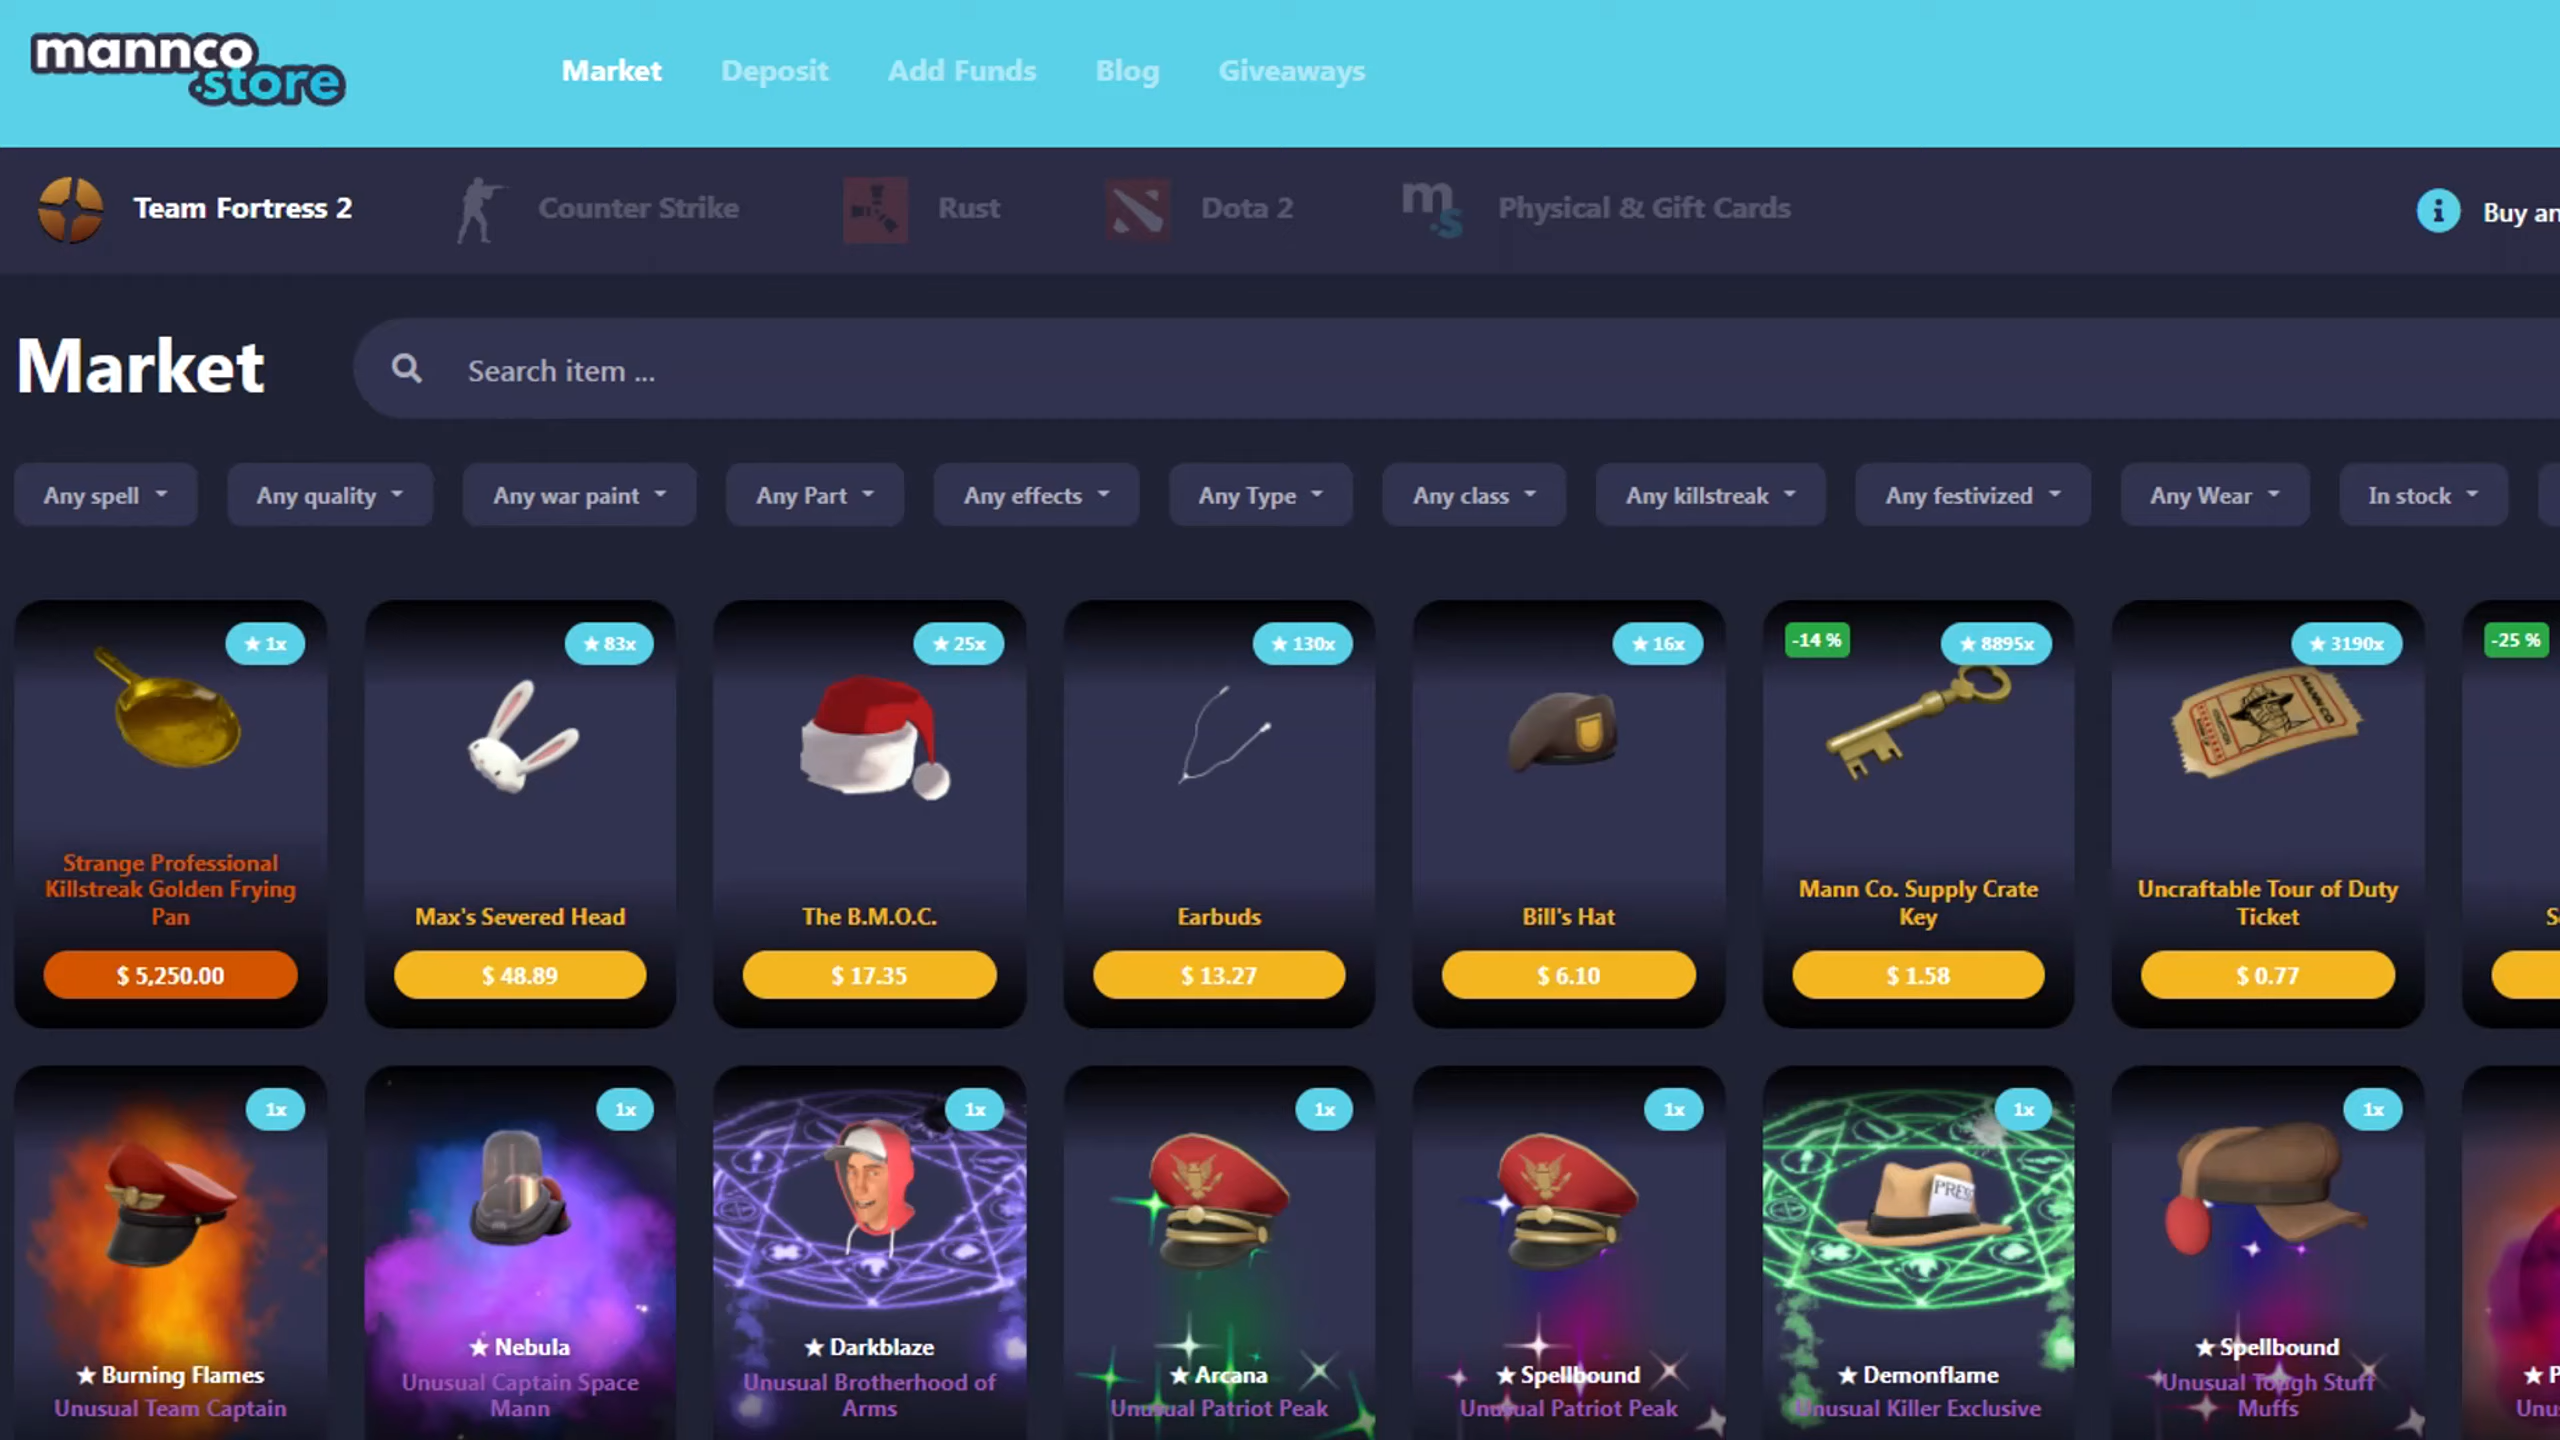 mannco
.store
Market Deposit Add Funds Blog Giveaways
Team Fortress 2 Counter Strike Rust Dota 2 m.s Physical & Gift Cards i Buy an
Market Search item ...
Any spell Any quality Any war paint Any Part Any effects Any Type Any class Any killstreak Any festivized Any Wear In stock
★ 1x ★ 83x ★ 25x ★ 130x ★ 16x -14 % ★ 8895x ★ 3190x -25 %
MANN CO.
Strange Professional
Killstreak Golden Frying
Pan
Max's Severed Head
The B.M.O.C.
Earbuds
Bill's Hat
Mann Co. Supply Crate
Key
Uncraftable Tour of Duty
Ticket
S
$ 5,250.00 $ 48.89 $ 17.35 $ 13.27 $ 6.10 $ 1.58 $ 0.77
1x 1x 1x 1x 1x 1x 1x
PRESS
★ Burning Flames
Unusual Team Captain
★ Nebula
Unusual Captain Space
Mann
★ Darkblaze
Unusual Brotherhood of
Arms
★ Arcana
Unusual Patriot Peak
★ Spellbound
Unusual Patriot Peak
★ Demonflame
Unusual Killer Exclusive
★ Spellbound
Unusual Tough Stuff
Muffs
★ P
Unus